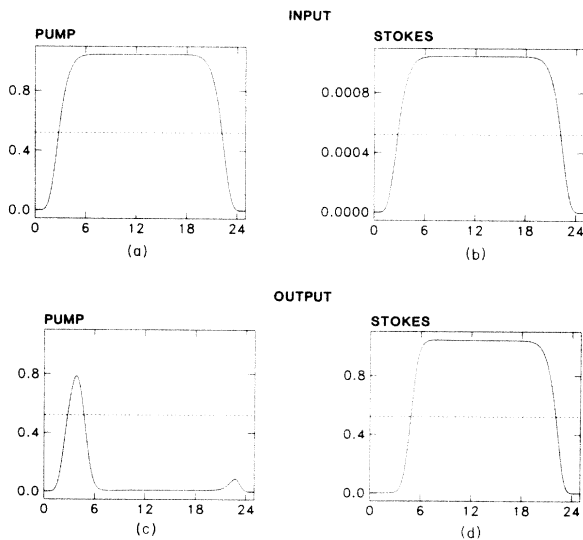 INPUT
PUMP
STOKES
0.8
0.4
0.0
0 6 12 18 24
(a)
0.0008
0.0004
0.0000
0 6 12 18 24
(b)
OUTPUT
PUMP
STOKES
0.8
0.4
0.0
0 6 12 18 24
(c)
0.8
0.4
0.0
0 6 12 18 24
(d)